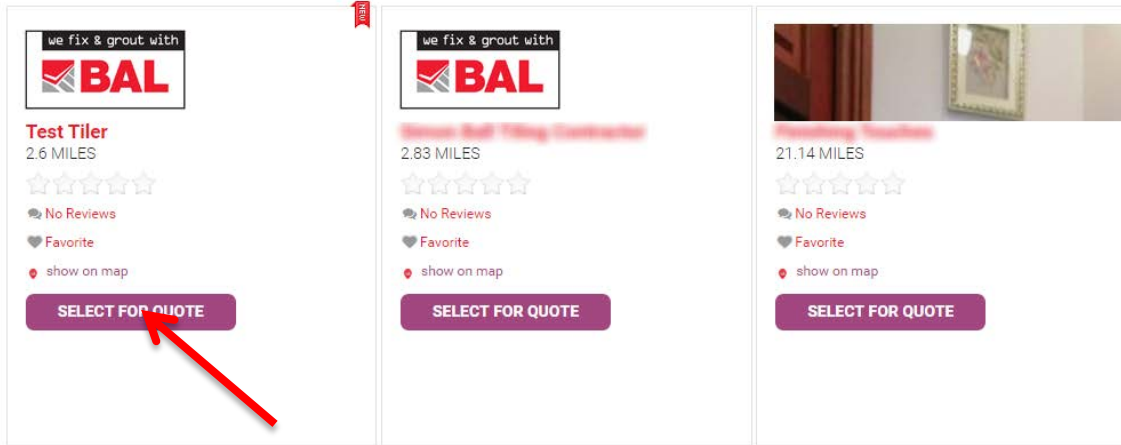 NEW
we fix & grout with
BAL
Test Tiler
2.6 MILES
No Reviews
Favorite
show on map
SELECT FOR QUOTE
we fix & grout with
BAL
2.83 MILES
No Reviews
Favorite
show on map
SELECT FOR QUOTE
21.14 MILES
No Reviews
Favorite
show on map
SELECT FOR QUOTE